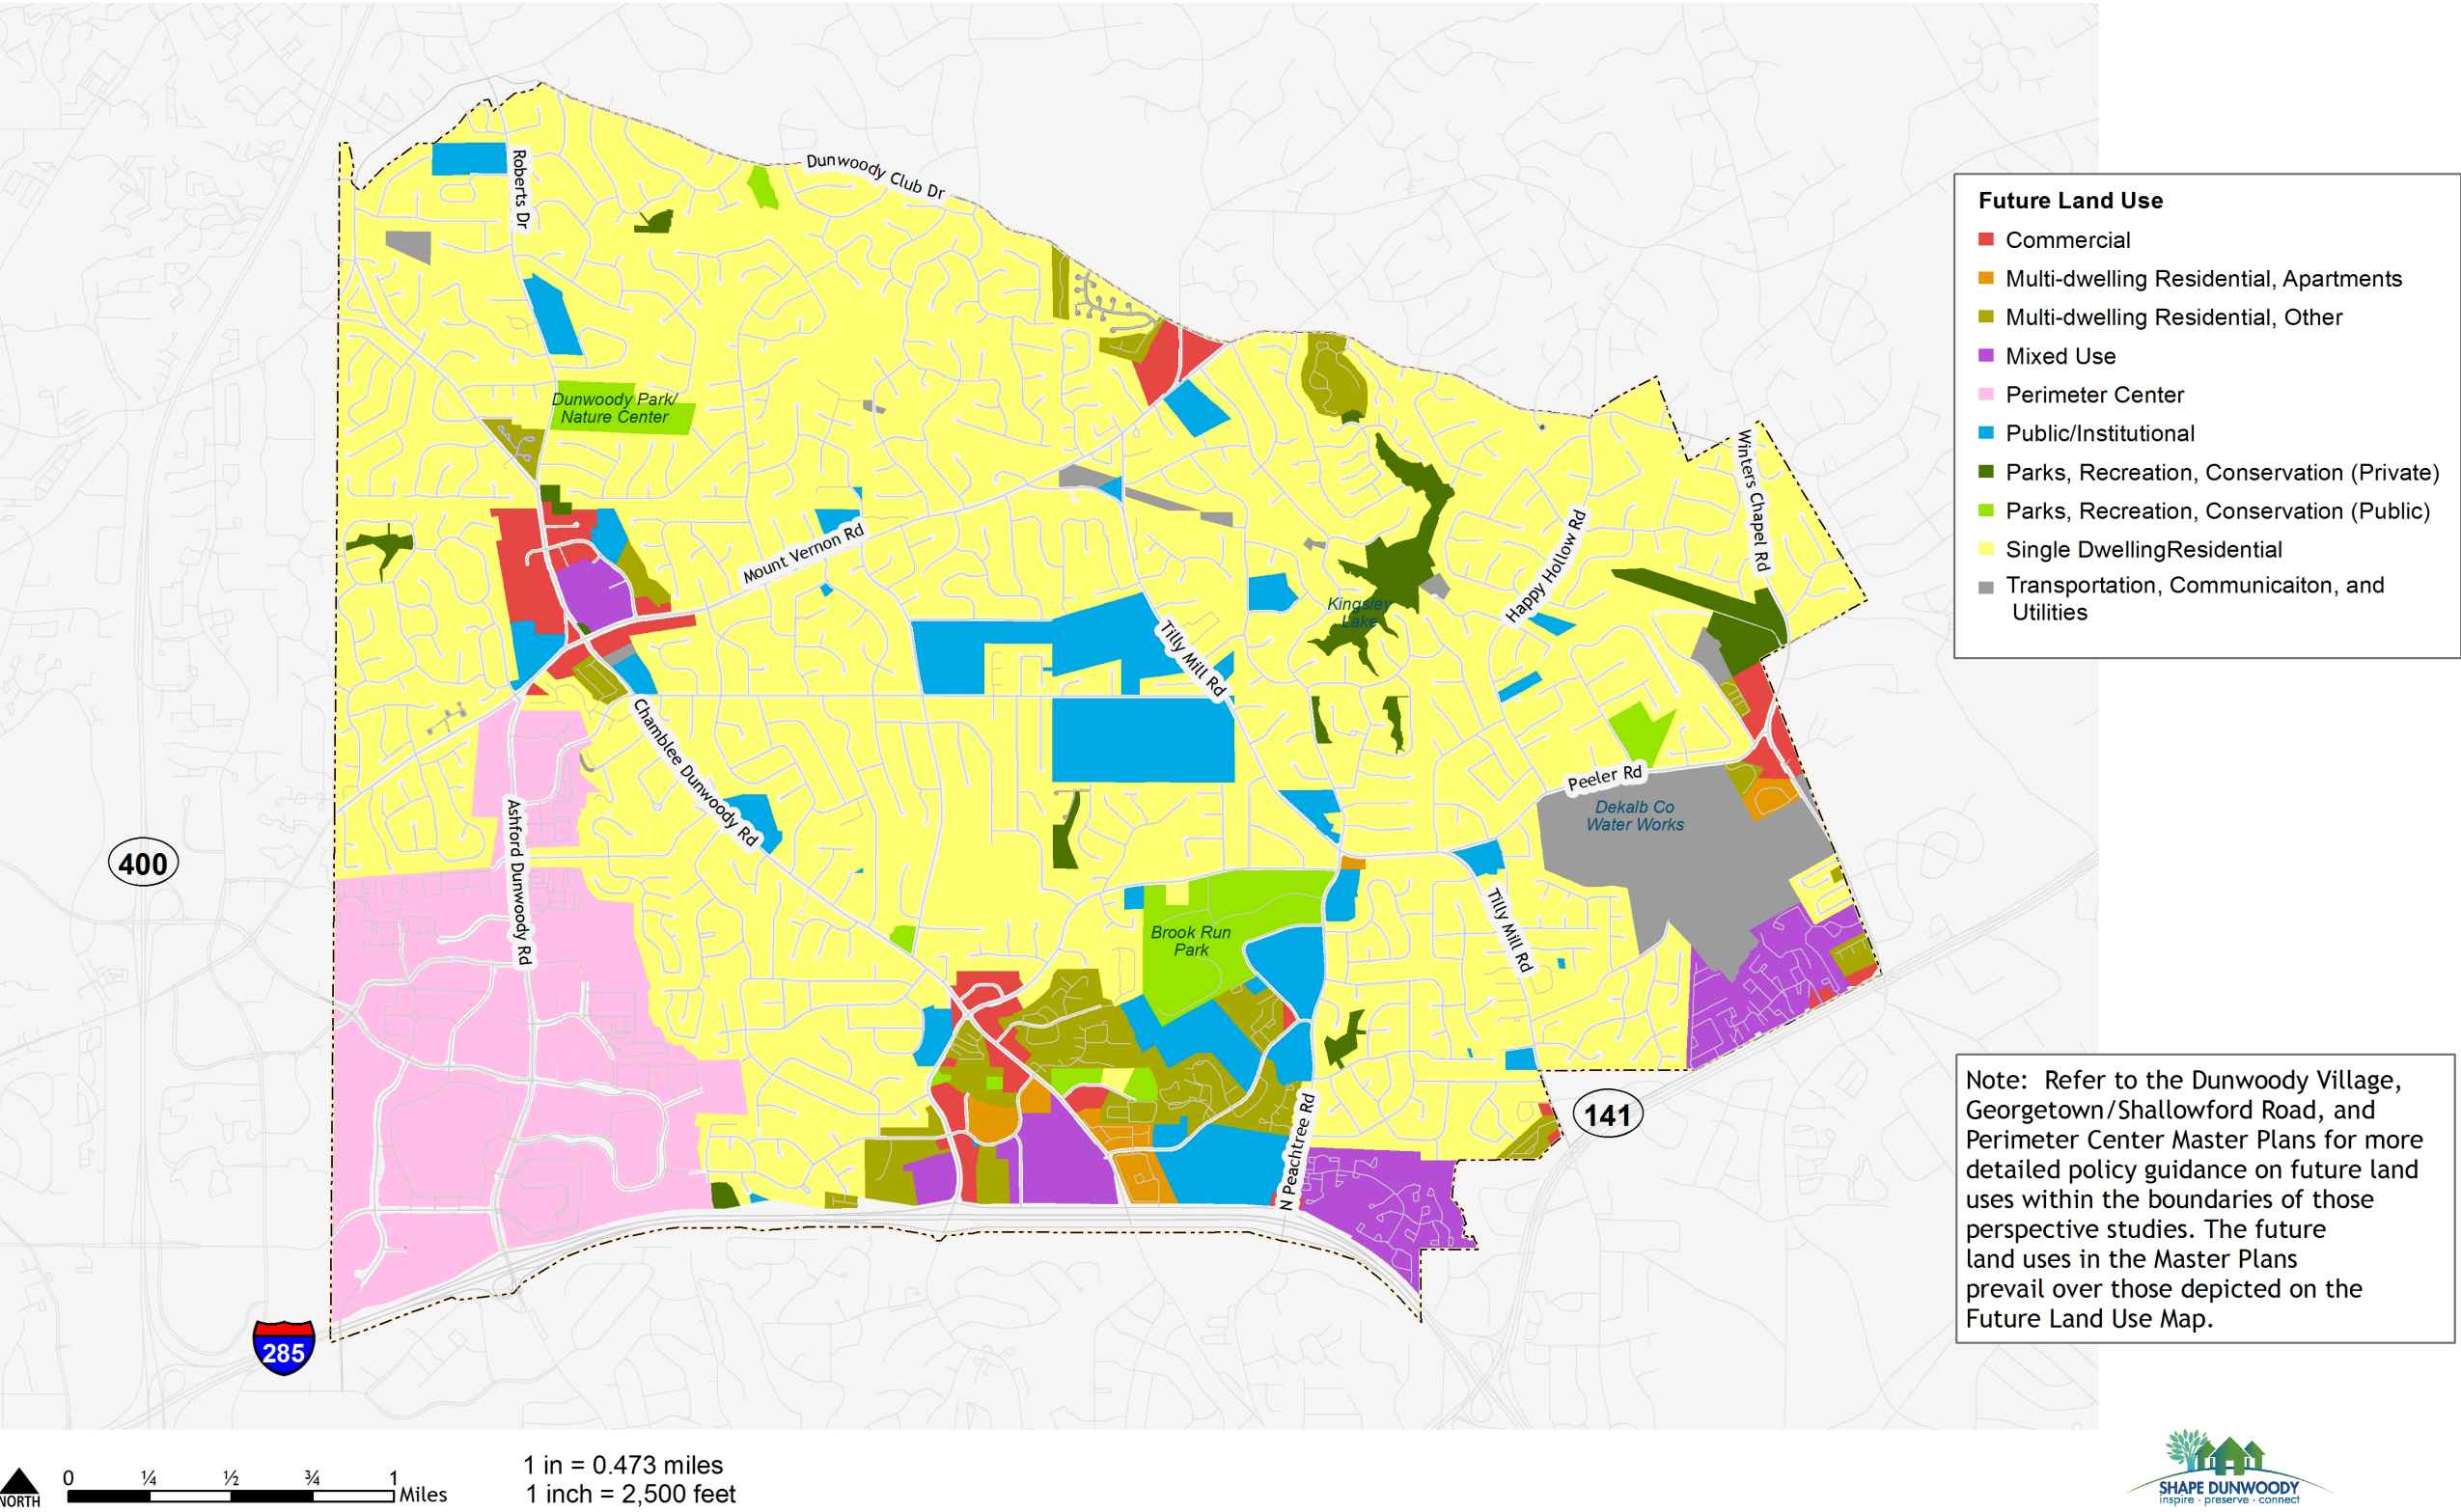 Roberts Dr
Dunwoody Club Dr
Dunwoody Park/
Nature Center
Mount Vernon Rd
Winters Chapel Rd
Happy Hollow Rd
Kingsley
Lake
Tilly Mill Rd
Chamblee Dunwoody Rd
Ashford Dunwoody Rd
Peeler Rd
Dekalb Co
Water Works
400
Brook Run
Park
Tilly Mill Rd
N Peachtree Rd
141
285
Future Land Use
Commercial
Multi-dwelling Residential, Apartments
Multi-dwelling Residential, Other
Mixed Use
Perimeter Center
Public/Institutional
Parks, Recreation, Conservation (Private)
Parks, Recreation, Conservation (Public)
Single DwellingResidential
Transportation, Communicaiton, and
Utilities
Note: Refer to the Dunwoody Village,
Georgetown/Shallowford Road, and
Perimeter Center Master Plans for more
detailed policy guidance on future land
uses within the boundaries of those
perspective studies. The future
land uses in the Master Plans
prevail over those depicted on the
Future Land Use Map.
NORTH
0 ¼ ½ ¾ 1
Miles
1 in = 0.473 miles
1 inch = 2,500 feet
SHAPE DUNWOODY
inspire · preserve · connect